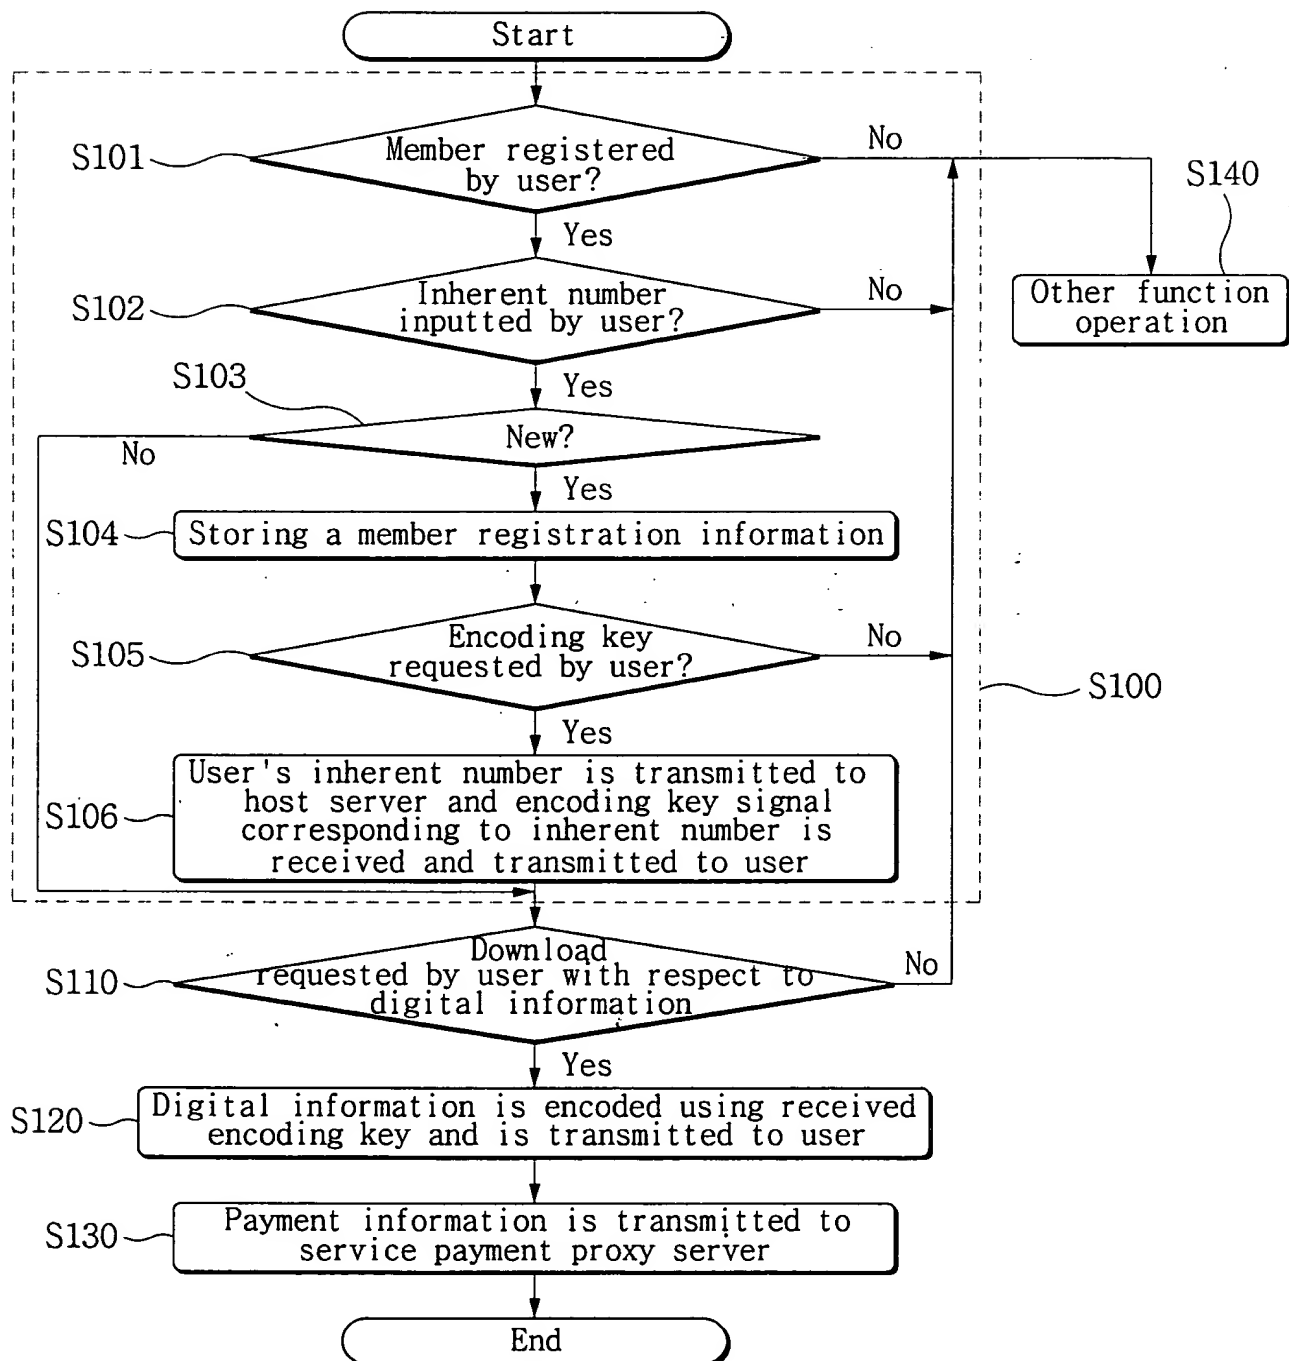 Start
No
S101
Member registered
by user?
S140
Yes
Other function
operation
S102
Inherent number
inputted by user?
No
S103
Yes
New?
No
Yes
S104
Storing a member registration information
S105
Encoding key
requested by user?
No
S100
Yes
S106
User's inherent number is transmitted to
host server and encoding key signal
corresponding to inherent number is
received and transmitted to user
S110
Download
requested by user with respect to
digital information
No
Yes
S120
Digital information is encoded using received
encoding key and is transmitted to user
S130
Payment information is transmitted to
service payment proxy server
End